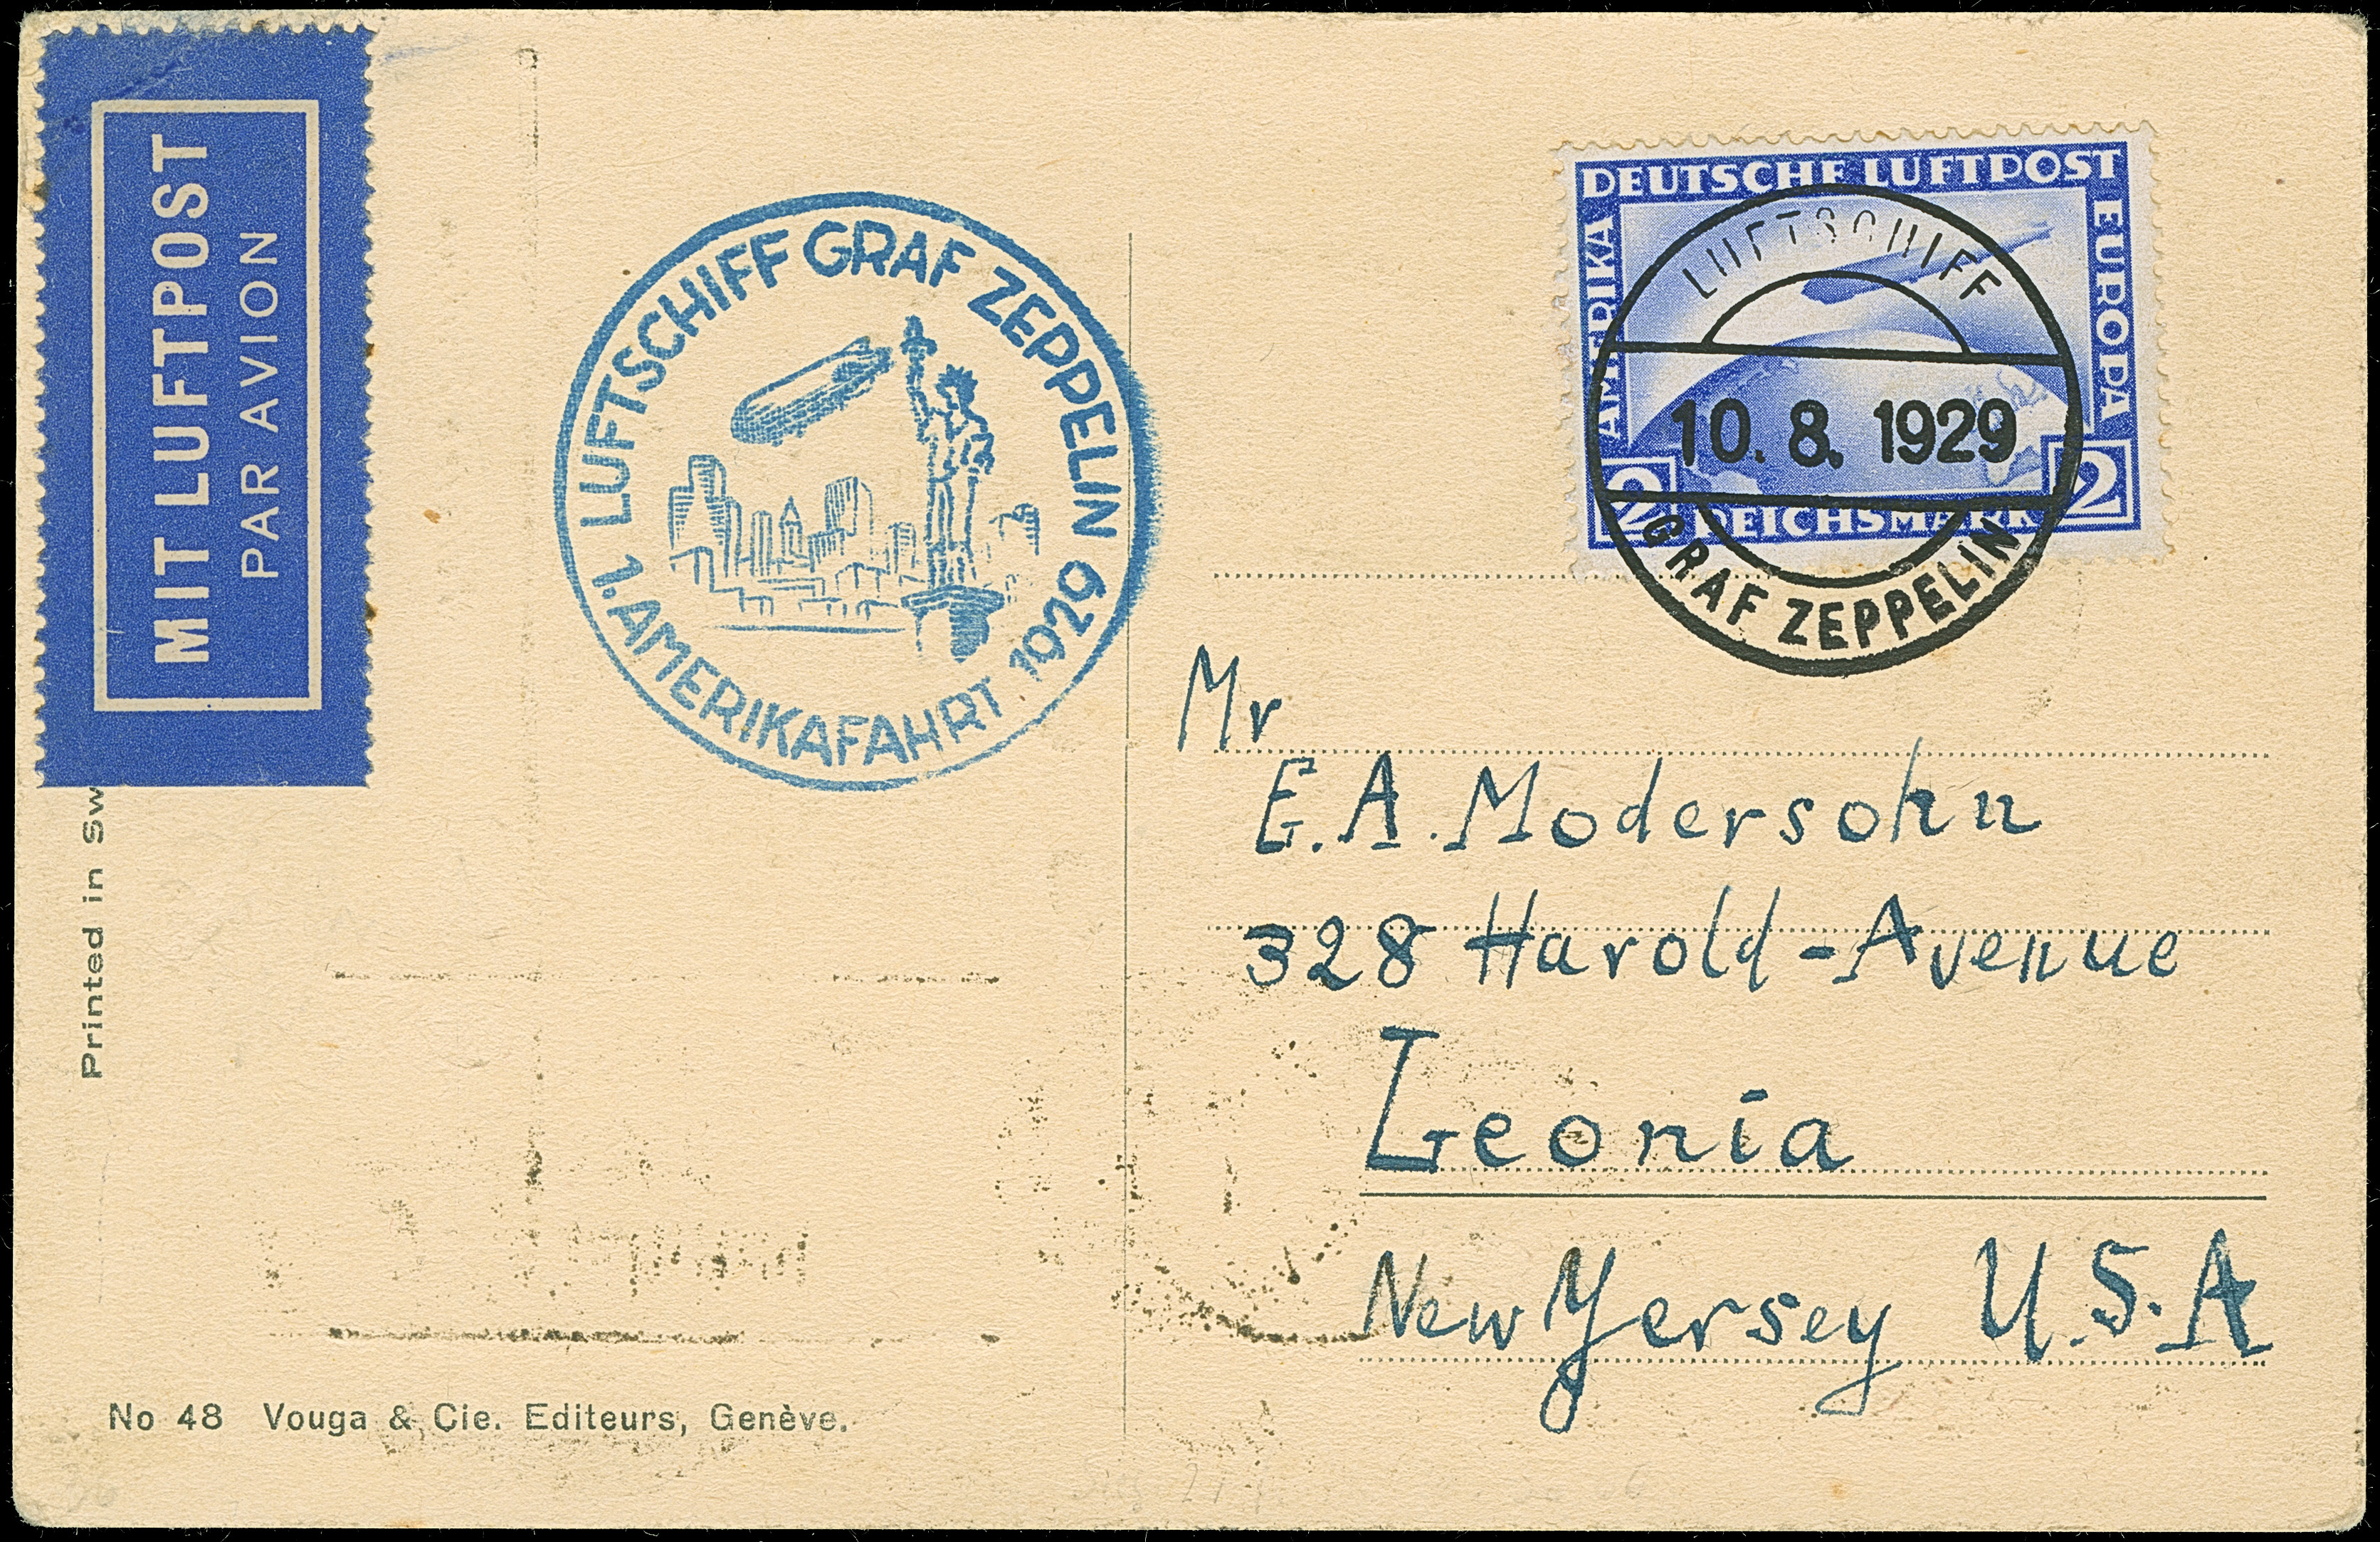 MIT LUFTPOST
PAR AVION
LUFTSCHIFF GRAF ZEPPELIN
1. AMERIKAFAHRT. 1929
DEUTSCHE LUFTPOST
AMERIKA
EUROPA
2 REICHSMARK 2
LUFTSCHIFF
10. 8. 1929
GRAF ZEPPELIN
Mr
E. A. Modersohn
328 Harold-Avenue
Leonia
New Yersey U.S.A
Printed in Sw
No 48 Vouga & Cie. Editeurs, Genève.